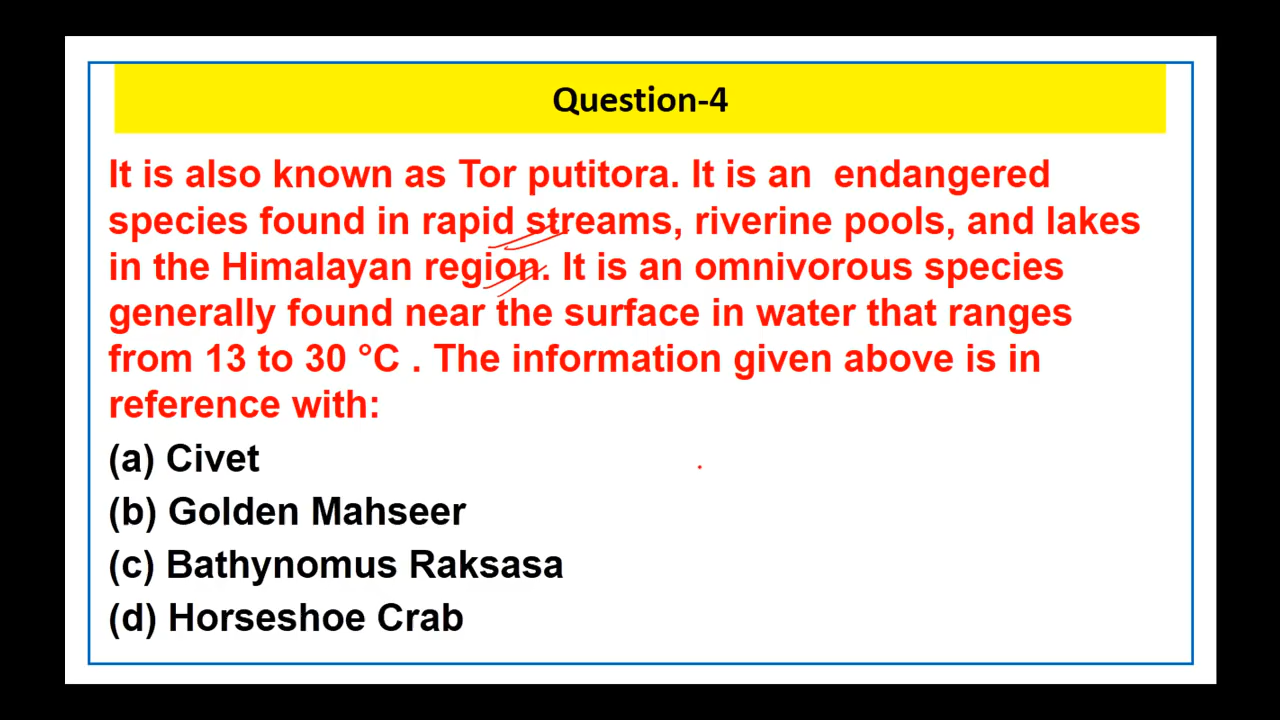 Question-4
It is also known as Tor putitora. It is an endangered
species found in rapid streams, riverine pools, and lakes
in the Himalayan region. It is an omnivorous species
generally found near the surface in water that ranges
from 13 to 30 °C . The information given above is in
reference with:
(a) Civet
(b) Golden Mahseer
(c) Bathynomus Raksasa
(d) Horseshoe Crab